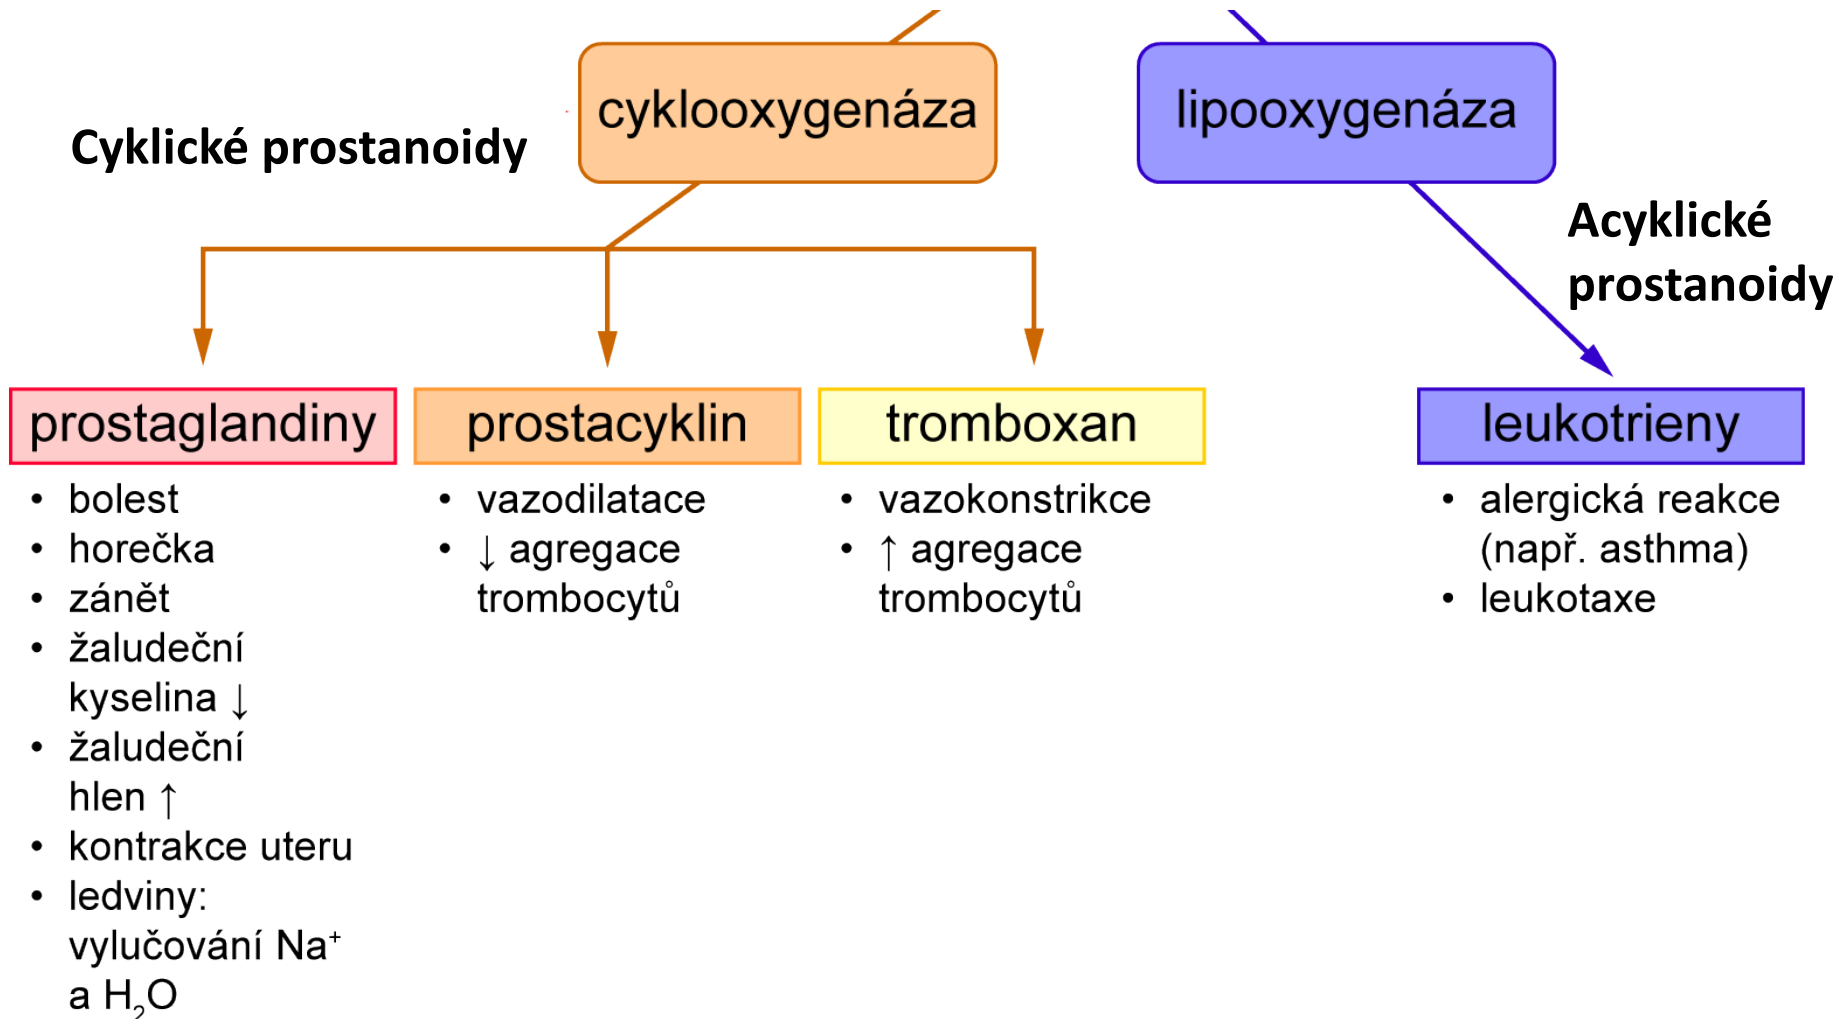 cyklooxygenáza
lipooxygenáza
Cyklické prostanoidy
Acyklické
prostanoidy
prostaglandiny
• bolest
• horečka
• zánět
• žaludeční
kyselina ↓
• žaludeční
hlen ↑
• kontrakce uteru
• ledviny:
vylučování Na⁺
a H₂O
prostacyklin
• vazodilatace
• ↓ agregace
trombocytů
tromboxan
• vazokonstrikce
• ↑ agregace
trombocytů
leukotrieny
• alergická reakce
(např. asthma)
• leukotaxe